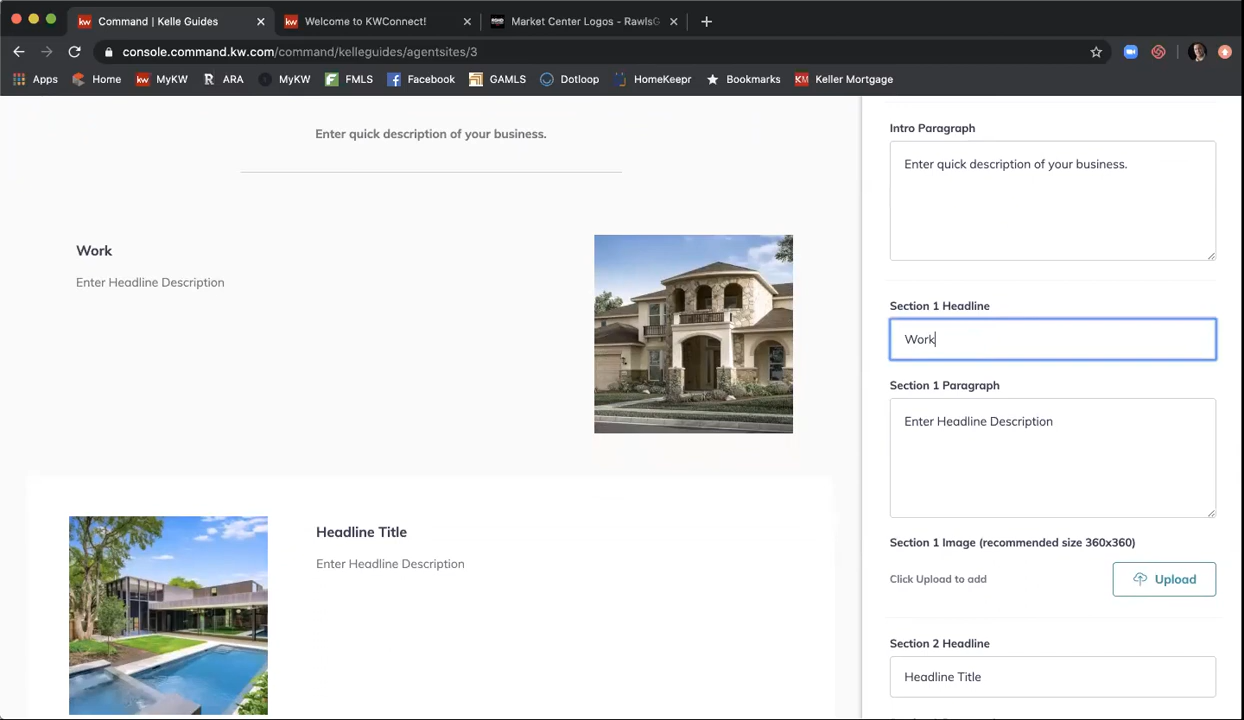 kw Command | Kelle Guides
kw Welcome to KWConnect!
Market Center Logos - RawlsG
console.command.kw.com/command/kelleguides/agentsites/3
Apps Home kw MyKW R ARA MyKW FMLS Facebook GAMLS Dotloop HomeKeepr Bookmarks KM Keller Mortgage
Enter quick description of your business.
Work
Enter Headline Description
Headline Title
Enter Headline Description
Intro Paragraph
Enter quick description of your business.
Section 1 Headline
Work
Section 1 Paragraph
Enter Headline Description
Section 1 Image (recommended size 360x360)
Click Upload to add
Upload
Section 2 Headline
Headline Title